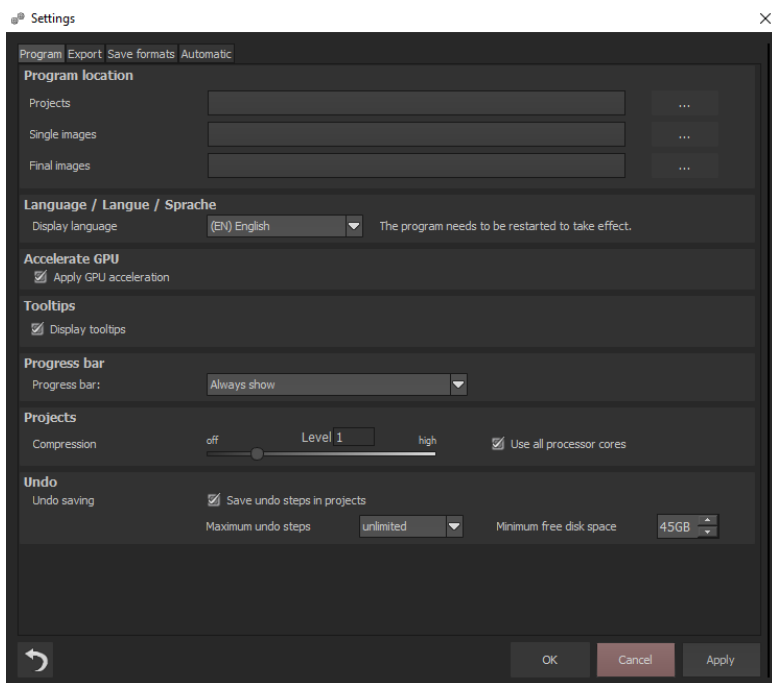 Settings
Program Export Save formats Automatic
Program location
Projects ...
Single images ...
Final images ...
Language / Langue / Sprache
Display language (EN) English The program needs to be restarted to take effect.
Accelerate GPU
Apply GPU acceleration
Tooltips
Display tooltips
Progress bar
Progress bar: Always show
Projects
Compression off Level 1 high Use all processor cores
Undo
Undo saving Save undo steps in projects
Maximum undo steps unlimited Minimum free disk space 45GB
OK Cancel Apply